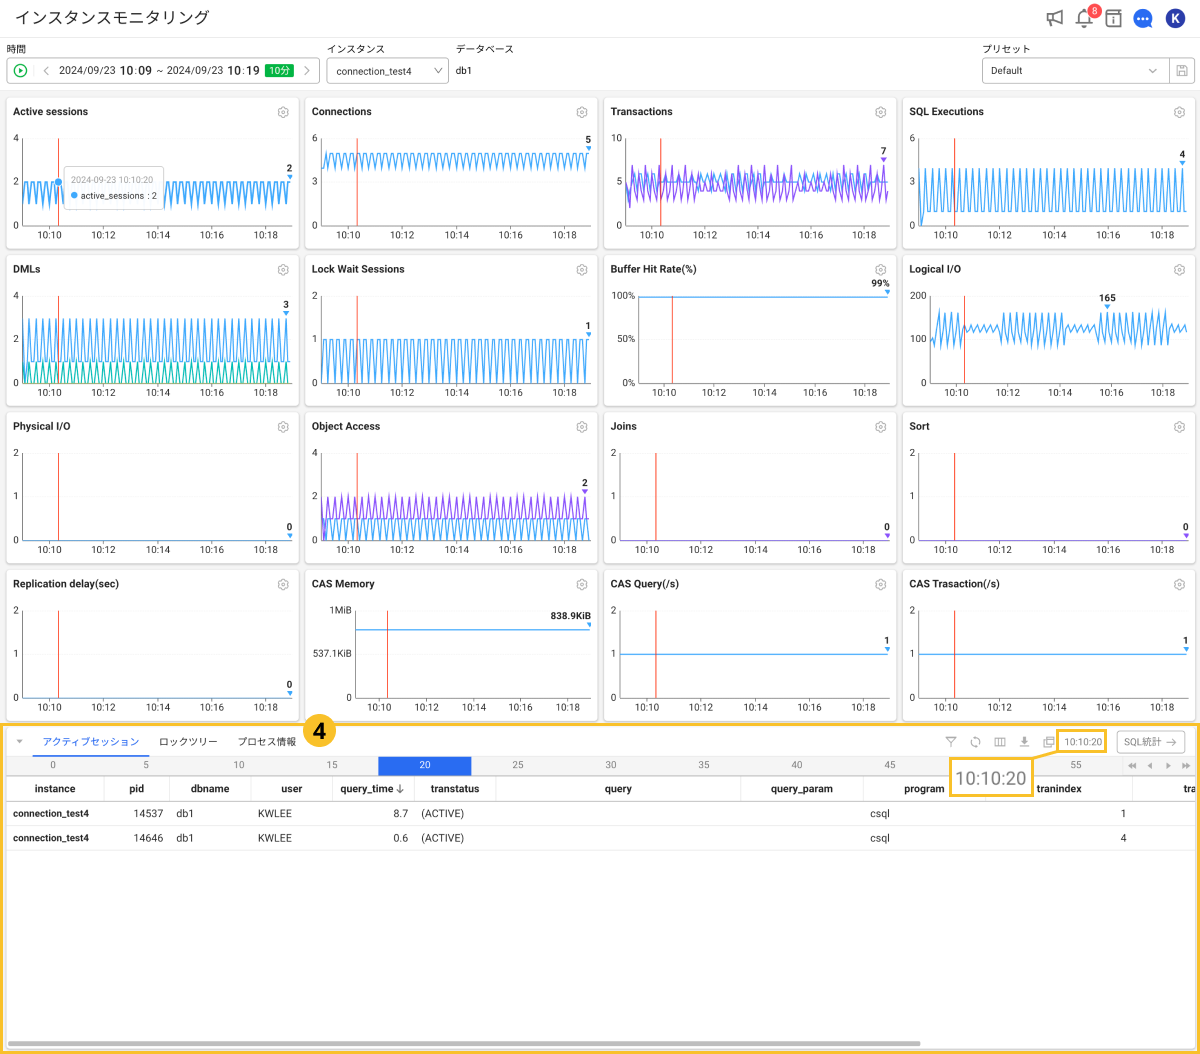 インスタンスモニタリング
8
K
時間
インスタンス
データベース
プリセット
2024/09/23 10:09 ~ 2024/09/23 10:19 10分
connection_test4
db1
Default
Active sessions
4
2
0
2024-09-23 10:10:20
active_sessions : 2
2
10:10 10:12 10:14 10:16 10:18
Connections
6
3
0
5
10:10 10:12 10:14 10:16 10:18
Transactions
10
5
0
7
10:10 10:12 10:14 10:16 10:18
SQL Executions
6
3
0
4
10:10 10:12 10:14 10:16 10:18
DMLs
4
2
0
3
10:10 10:12 10:14 10:16 10:18
Lock Wait Sessions
2
1
0
1
10:10 10:12 10:14 10:16 10:18
Buffer Hit Rate(%)
99%
100%
50%
0%
10:10 10:12 10:14 10:16 10:18
Logical I/O
200
100
0
165
10:10 10:12 10:14 10:16 10:18
Physical I/O
2
1
0
0
10:10 10:12 10:14 10:16 10:18
Object Access
4
2
0
2
10:10 10:12 10:14 10:16 10:18
Joins
2
1
0
0
10:10 10:12 10:14 10:16 10:18
Sort
2
1
0
0
10:10 10:12 10:14 10:16 10:18
Replication delay(sec)
2
1
0
0
10:10 10:12 10:14 10:16 10:18
CAS Memory
1MiB
537.1KiB
0
838.9KiB
10:10 10:12 10:14 10:16 10:18
CAS Query(/s)
2
1
0
1
10:10 10:12 10:14 10:16 10:18
CAS Trasaction(/s)
2
1
0
1
10:10 10:12 10:14 10:16 10:18
4
アクティブセッション ロックツリー プロセス情報
10:10:20
SQL統計
0 5 10 15 20 25 30 35 40 45 55
10:10:20
instance pid dbname user query_time transtatus query query_param program tranindex tra
connection_test4 14537 db1 KWLEE 8.7 (ACTIVE) csql 1
connection_test4 14646 db1 KWLEE 0.6 (ACTIVE) csql 4